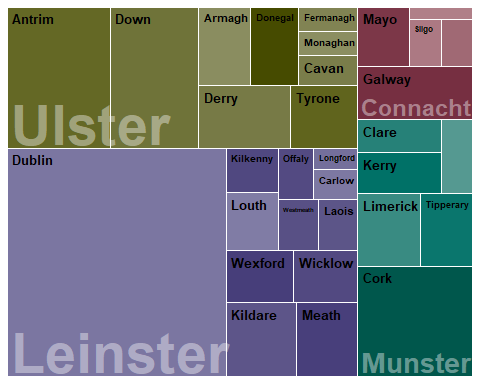 Antrim
Down
Armagh
Donegal
Fermanagh
Monaghan
Cavan
Derry
Tyrone
Ulster
Mayo
Sligo
Galway
Connacht
Dublin
Kilkenny
Offaly
Longford
Carlow
Louth
Westmeath
Laois
Wexford
Wicklow
Kildare
Meath
Leinster
Clare
Kerry
Limerick
Tipperary
Cork
Munster